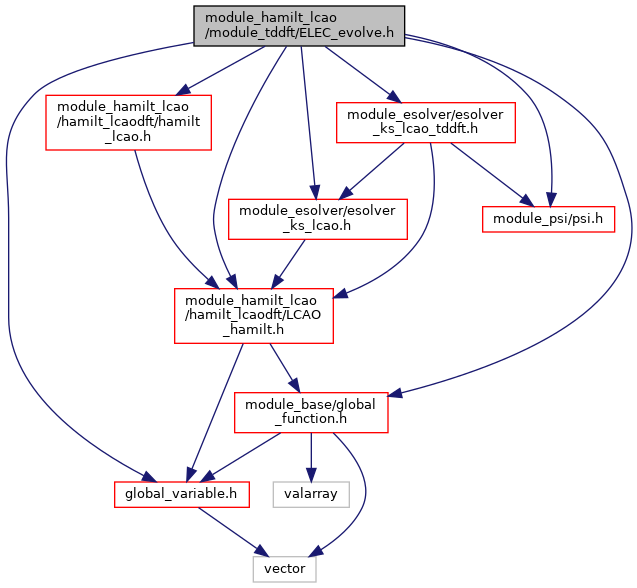 module_hamilt_lcao
/module_tddft/ELEC_evolve.h
module_hamilt_lcao
/hamilt_lcaodft/hamilt
_lcao.h
module_esolver/esolver
_ks_lcao_tddft.h
module_esolver/esolver
_ks_lcao.h
module_psi/psi.h
module_hamilt_lcao
/hamilt_lcaodft/LCAO
_hamilt.h
module_base/global
_function.h
global_variable.h
valarray
vector